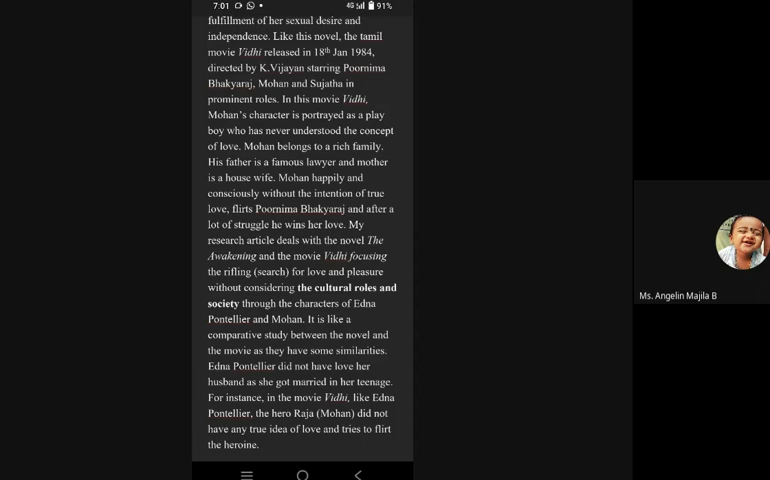 7:01 4G 91%
fulfillment of her sexual desire and
independence. Like this novel, the tamil
movie Vidhi released in 18th Jan 1984,
directed by K.Vijayan starring Poornima
Bhakyaraj, Mohan and Sujatha in
prominent roles. In this movie Vidhi,
Mohan's character is portrayed as a play
boy who has never understood the concept
of love. Mohan belongs to a rich family.
His father is a famous lawyer and mother
is a house wife. Mohan happily and
consciously without the intention of true
love, flirts Poornima Bhakyaraj and after a
lot of struggle he wins her love. My
research article deals with the novel The
Awakening and the movie Vidhi focusing
the rifling (search) for love and pleasure
without considering the cultural roles and
society through the characters of Edna
Pontellier and Mohan. It is like a
comparative study between the novel and
the movie as they have some similarities.
Edna Pontellier did not have love her
husband as she got married in her teenage.
For instance, in the movie Vidhi, like Edna
Pontellier, the hero Raja (Mohan) did not
have any true idea of love and tries to flirt
the heroine.
Ms. Angelin Majila B